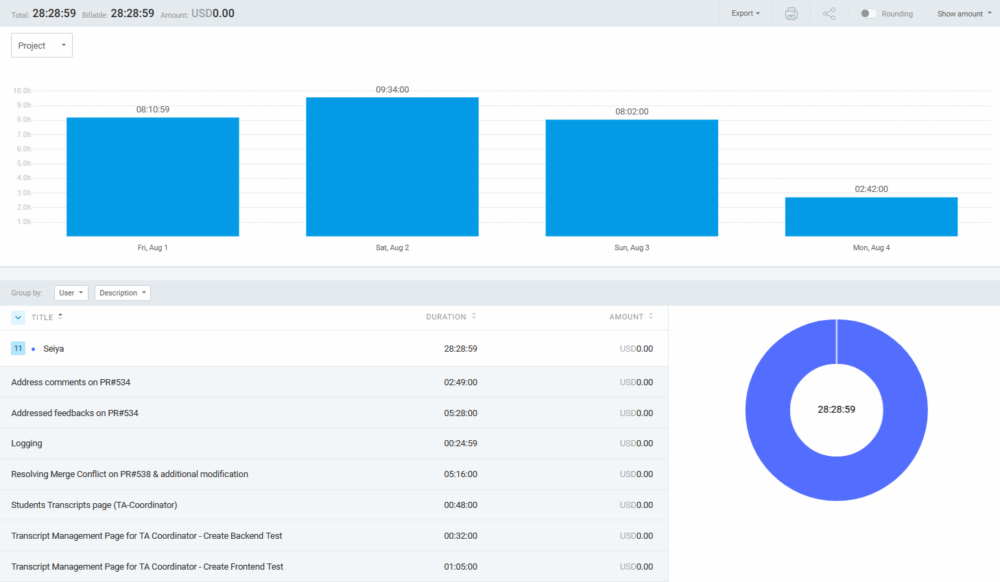 Total: 28:28:59 Billable: 28:28:59 Amount: USD0.00 Export Rounding Show amount
Project
10.0h
9.0h
8.0h
7.0h
6.0h
5.0h
4.0h
3.0h
2.0h
1.0h
08:10:59
09:34:00
08:02:00
02:42:00
Fri, Aug 1 Sat, Aug 2 Sun, Aug 3 Mon, Aug 4
Group by: User Description
TITLE DURATION AMOUNT
11 Seiya 28:28:59 USD0.00
Address comments on PR#534 02:49:00 USD0.00
Addressed feedbacks on PR#534 05:28:00 USD0.00
Logging 00:24:59 USD0.00
Resolving Merge Conflict on PR#538 & additional modification 05:16:00 USD0.00
Students Transcripts page (TA-Coordinator) 00:48:00 USD0.00
Transcript Management Page for TA Coordinator - Create Backend Test 00:32:00 USD0.00
Transcript Management Page for TA Coordinator - Create Frontend Test 01:05:00 USD0.00
28:28:59